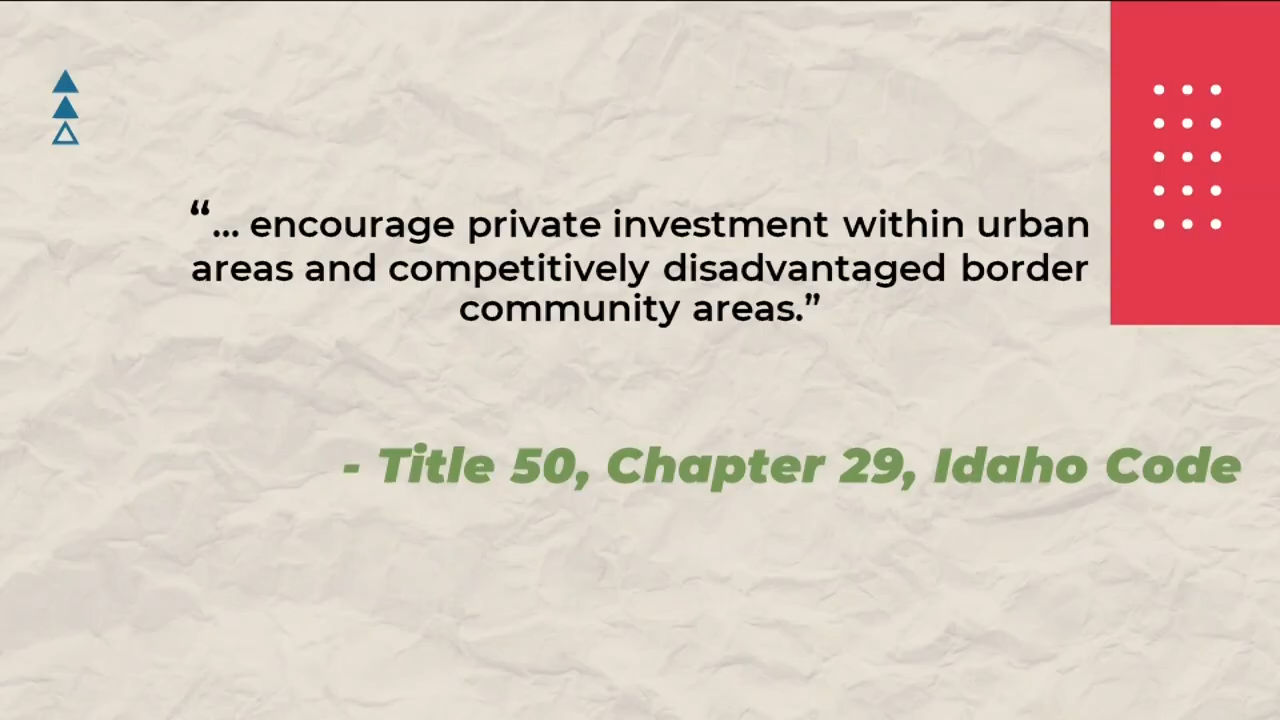 “... encourage private investment within urban
areas and competitively disadvantaged border
community areas.”
- Title 50, Chapter 29, Idaho Code